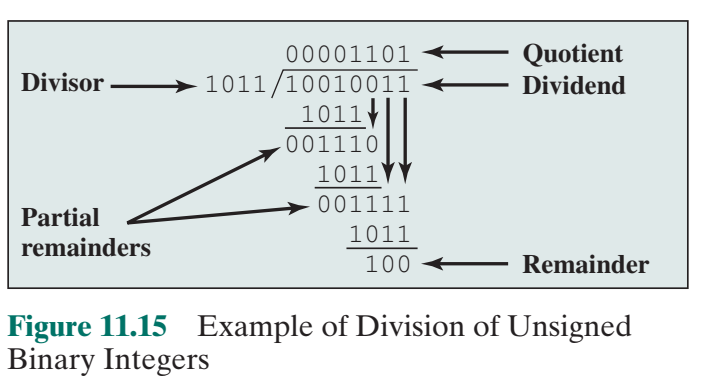 00001101 Quotient
Divisor 1011/10010011 Dividend
1011
001110
1011
Partial 001111
remainders 1011
100 Remainder
Figure 11.15 Example of Division of Unsigned
Binary Integers